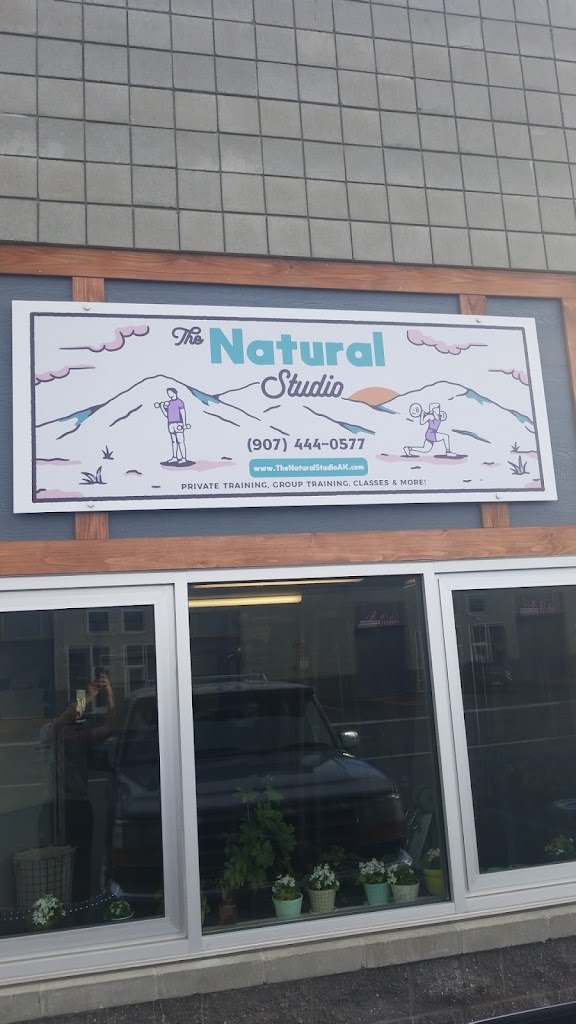 The Natural
Studio
(907) 444-0577
www.TheNaturalStudioAK.com
PRIVATE TRAINING, GROUP TRAINING, CLASSES & MORE!